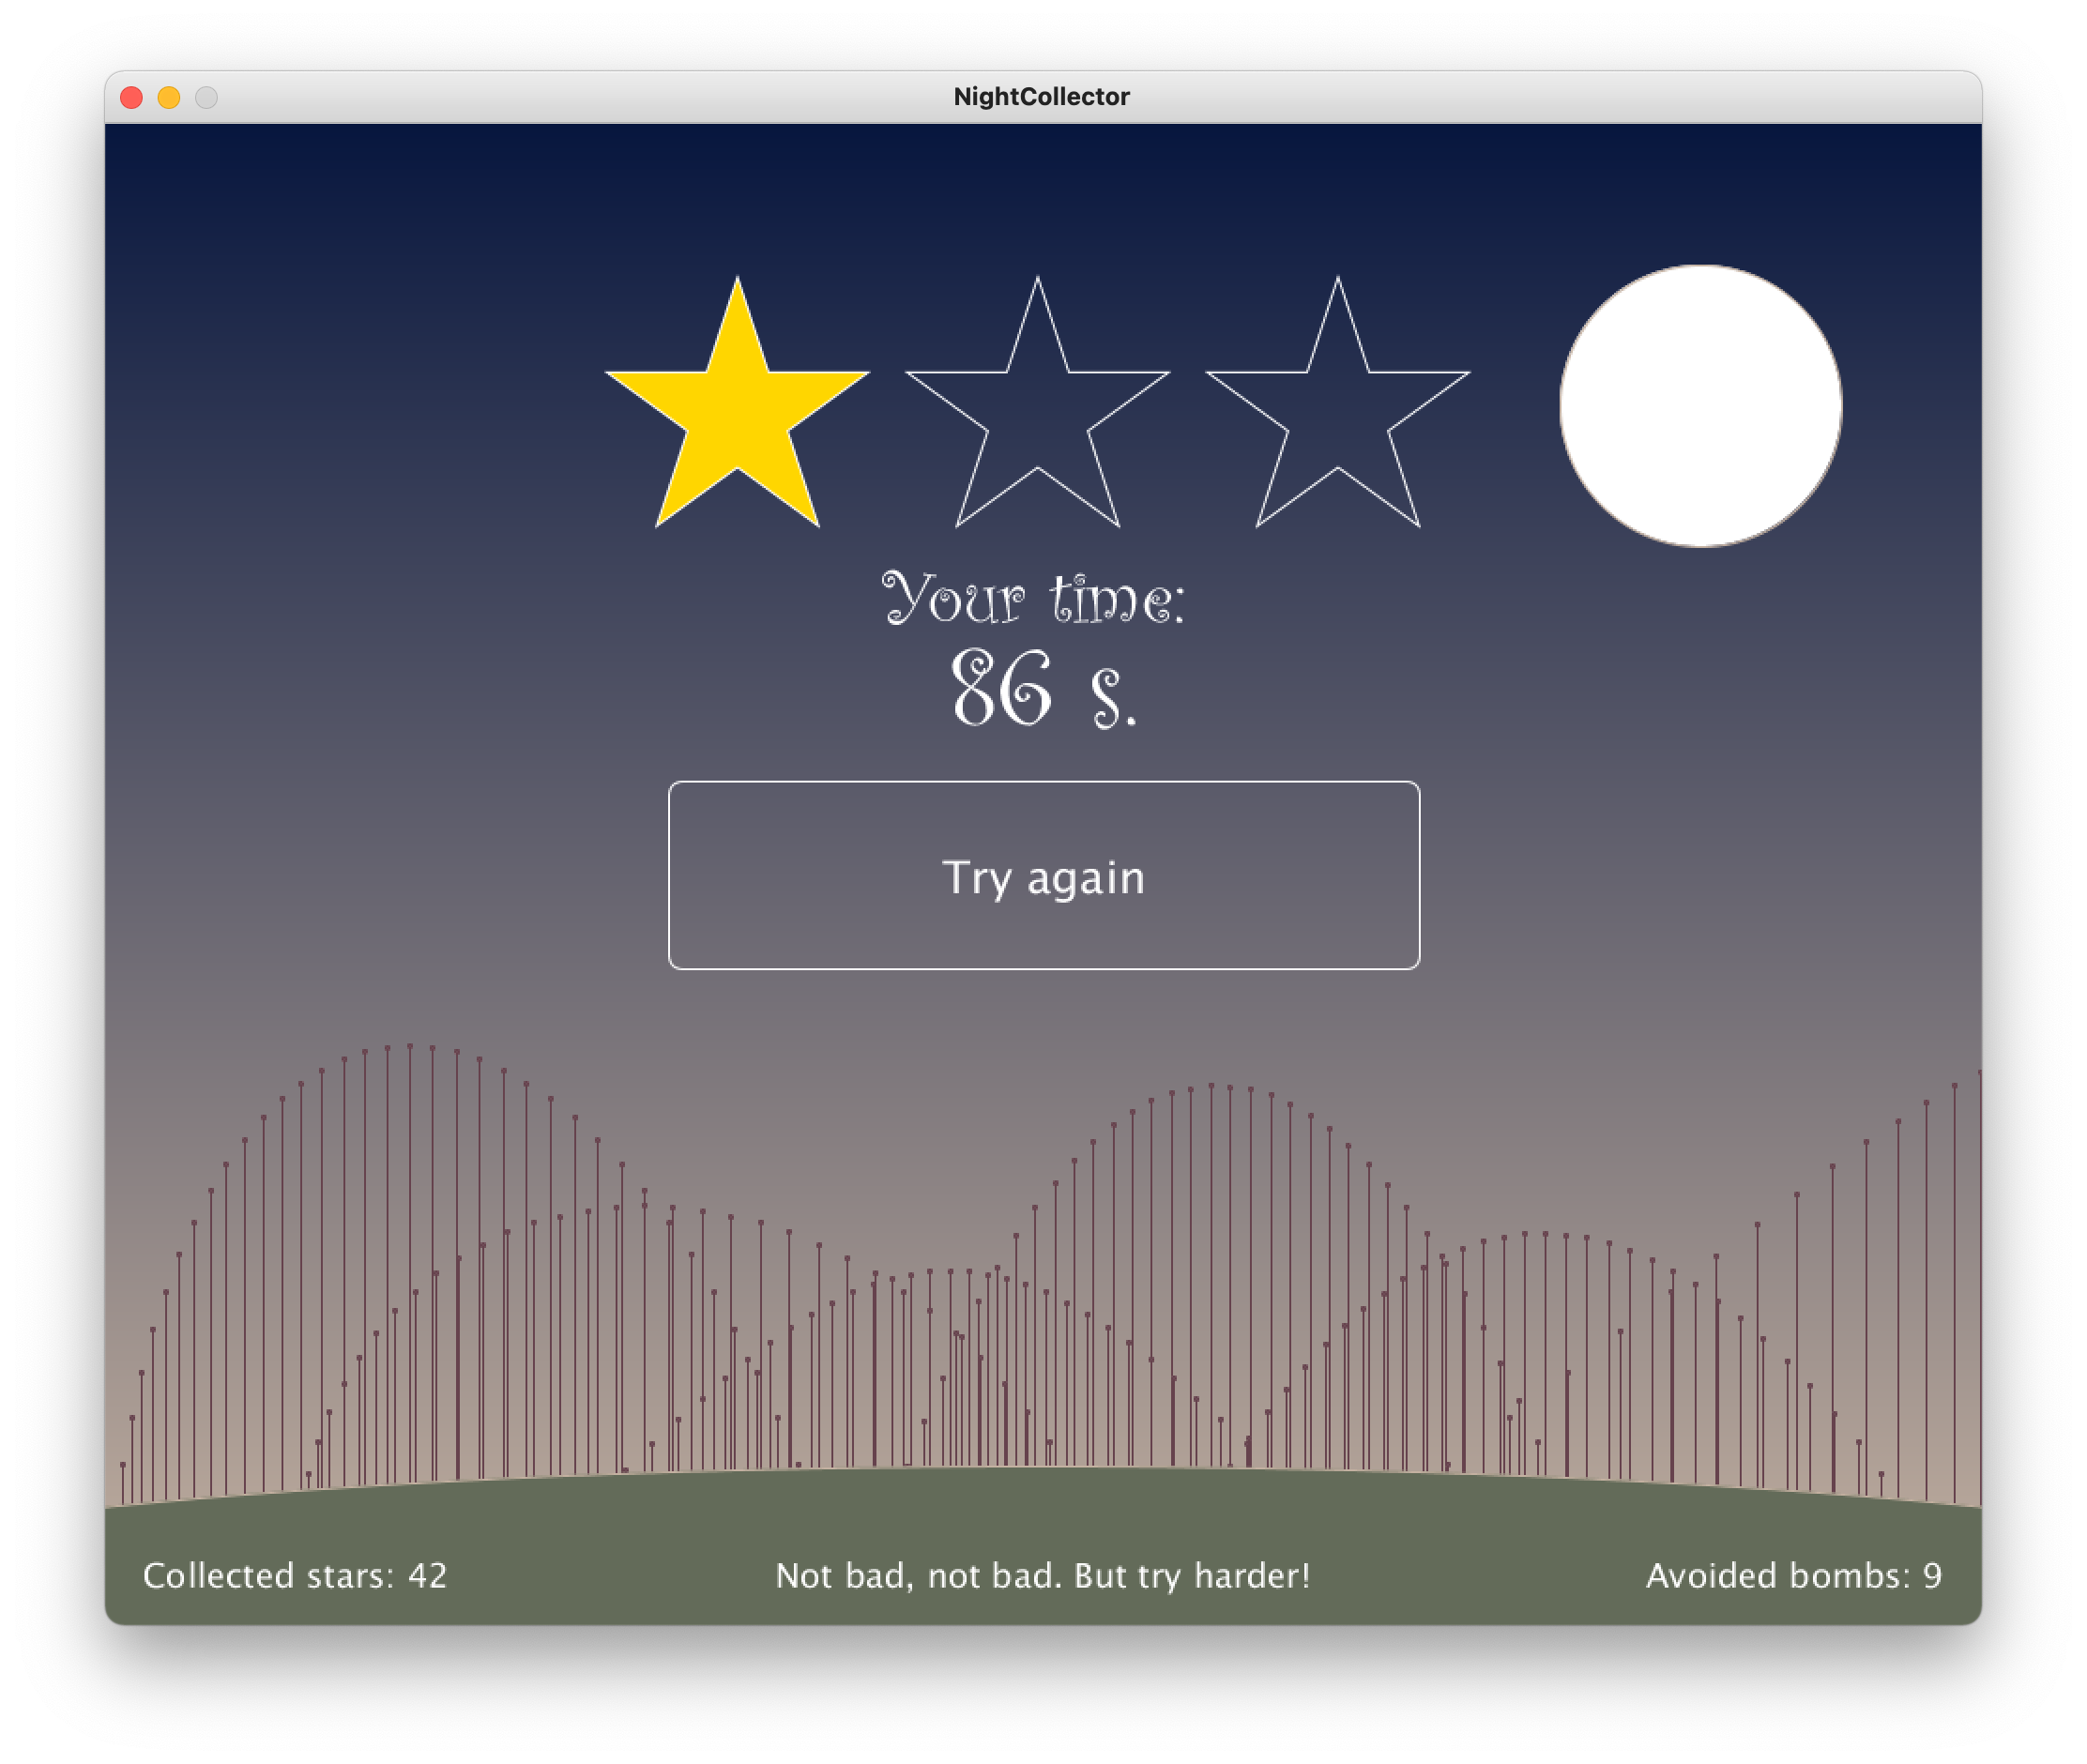 NightCollector
Your time:
86 s.
Try again
Collected stars: 42
Not bad, not bad. But try harder!
Avoided bombs: 9